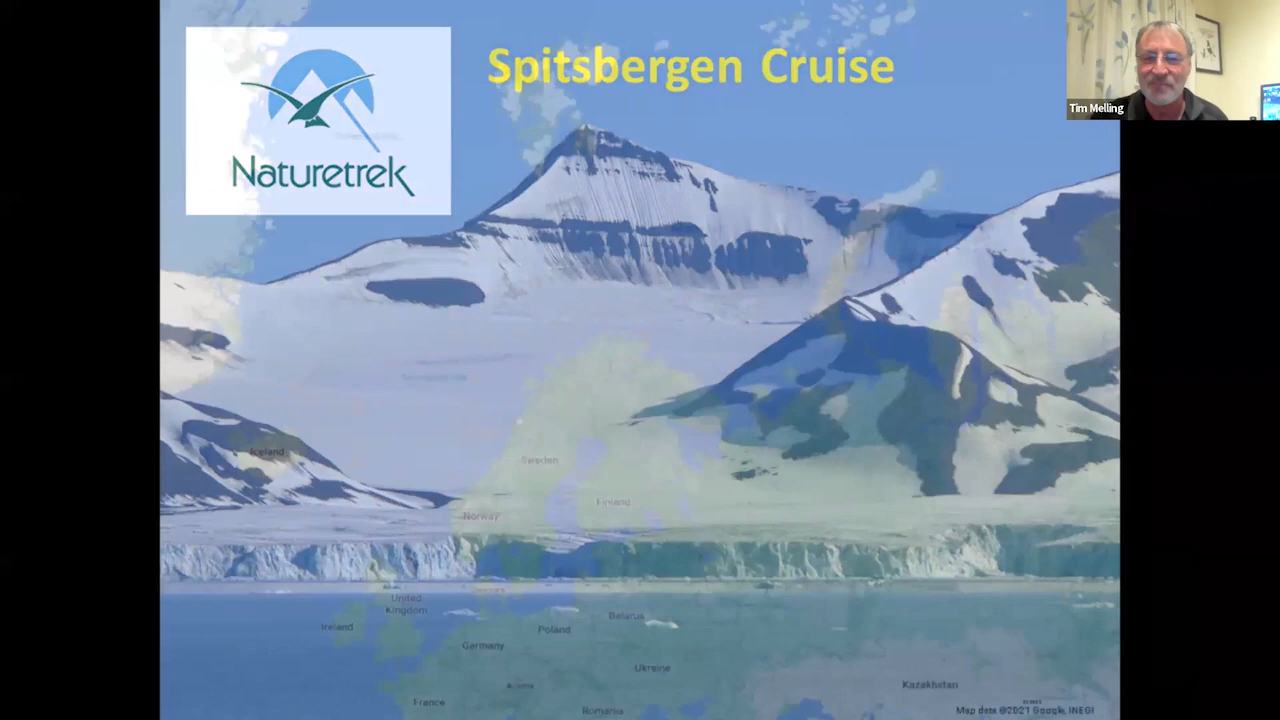 Spitsbergen Cruise
Naturetrek
Tim Melling
Iceland
Sweden
Finland
Norway
United
Kingdom
Ireland
Belarus
Poland
Germany
Ukraine
Austria
Kazakhstan
France
Romania
Map data ©2021 Google, INEGI